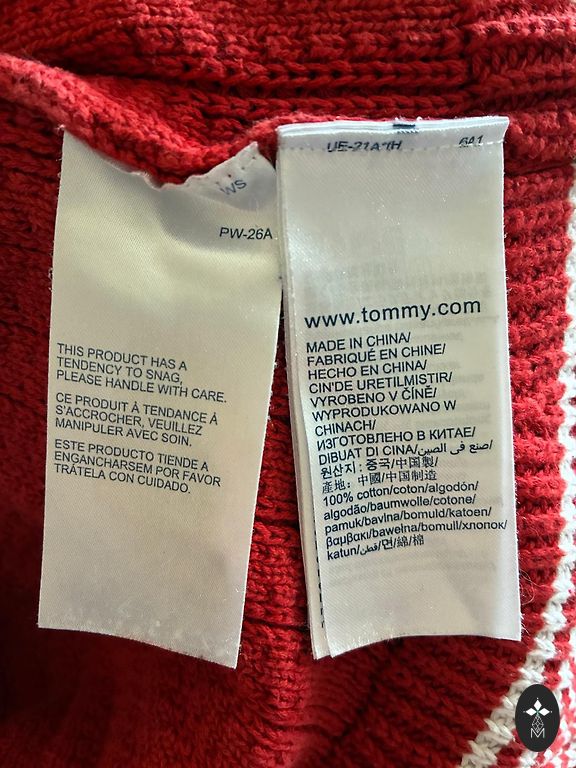 WS
PW-26A
THIS PRODUCT HAS A
TENDENCY TO SNAG,
PLEASE HANDLE WITH CARE.
CE PRODUIT À TENDANCE À
S'ACCROCHER, VEUILLEZ
MANIPULER AVEC SOIN.
ESTE PRODUCTO TIENDE A
ENGANCHARSEM POR FAVOR
TRÁTELA CON CUIDADO.
6A1
www.tommy.com
MADE IN CHINA/
FABRIQUÉ EN CHINE/
HECHO EN CHINA/
CIN'DE URETILMISTIR/
VYROBENO V ČÍNĚ/
WYPRODUKOWANO W
CHINACH/
ИЗГОТОВЛЕНО В КИТАЕ/
DIBUAT DI CINA/صنع في الصين/
원산지 : 중국/中国製/
產地: 中國/中国制造
100% cotton/coton/algodón/
algodão/baumwolle/cotone/
pamuk/bavlna/bomuld/katoen/
βαμβακι/bawełna/bomull/хлопок/
katun/قطن/면/綿/棉
M